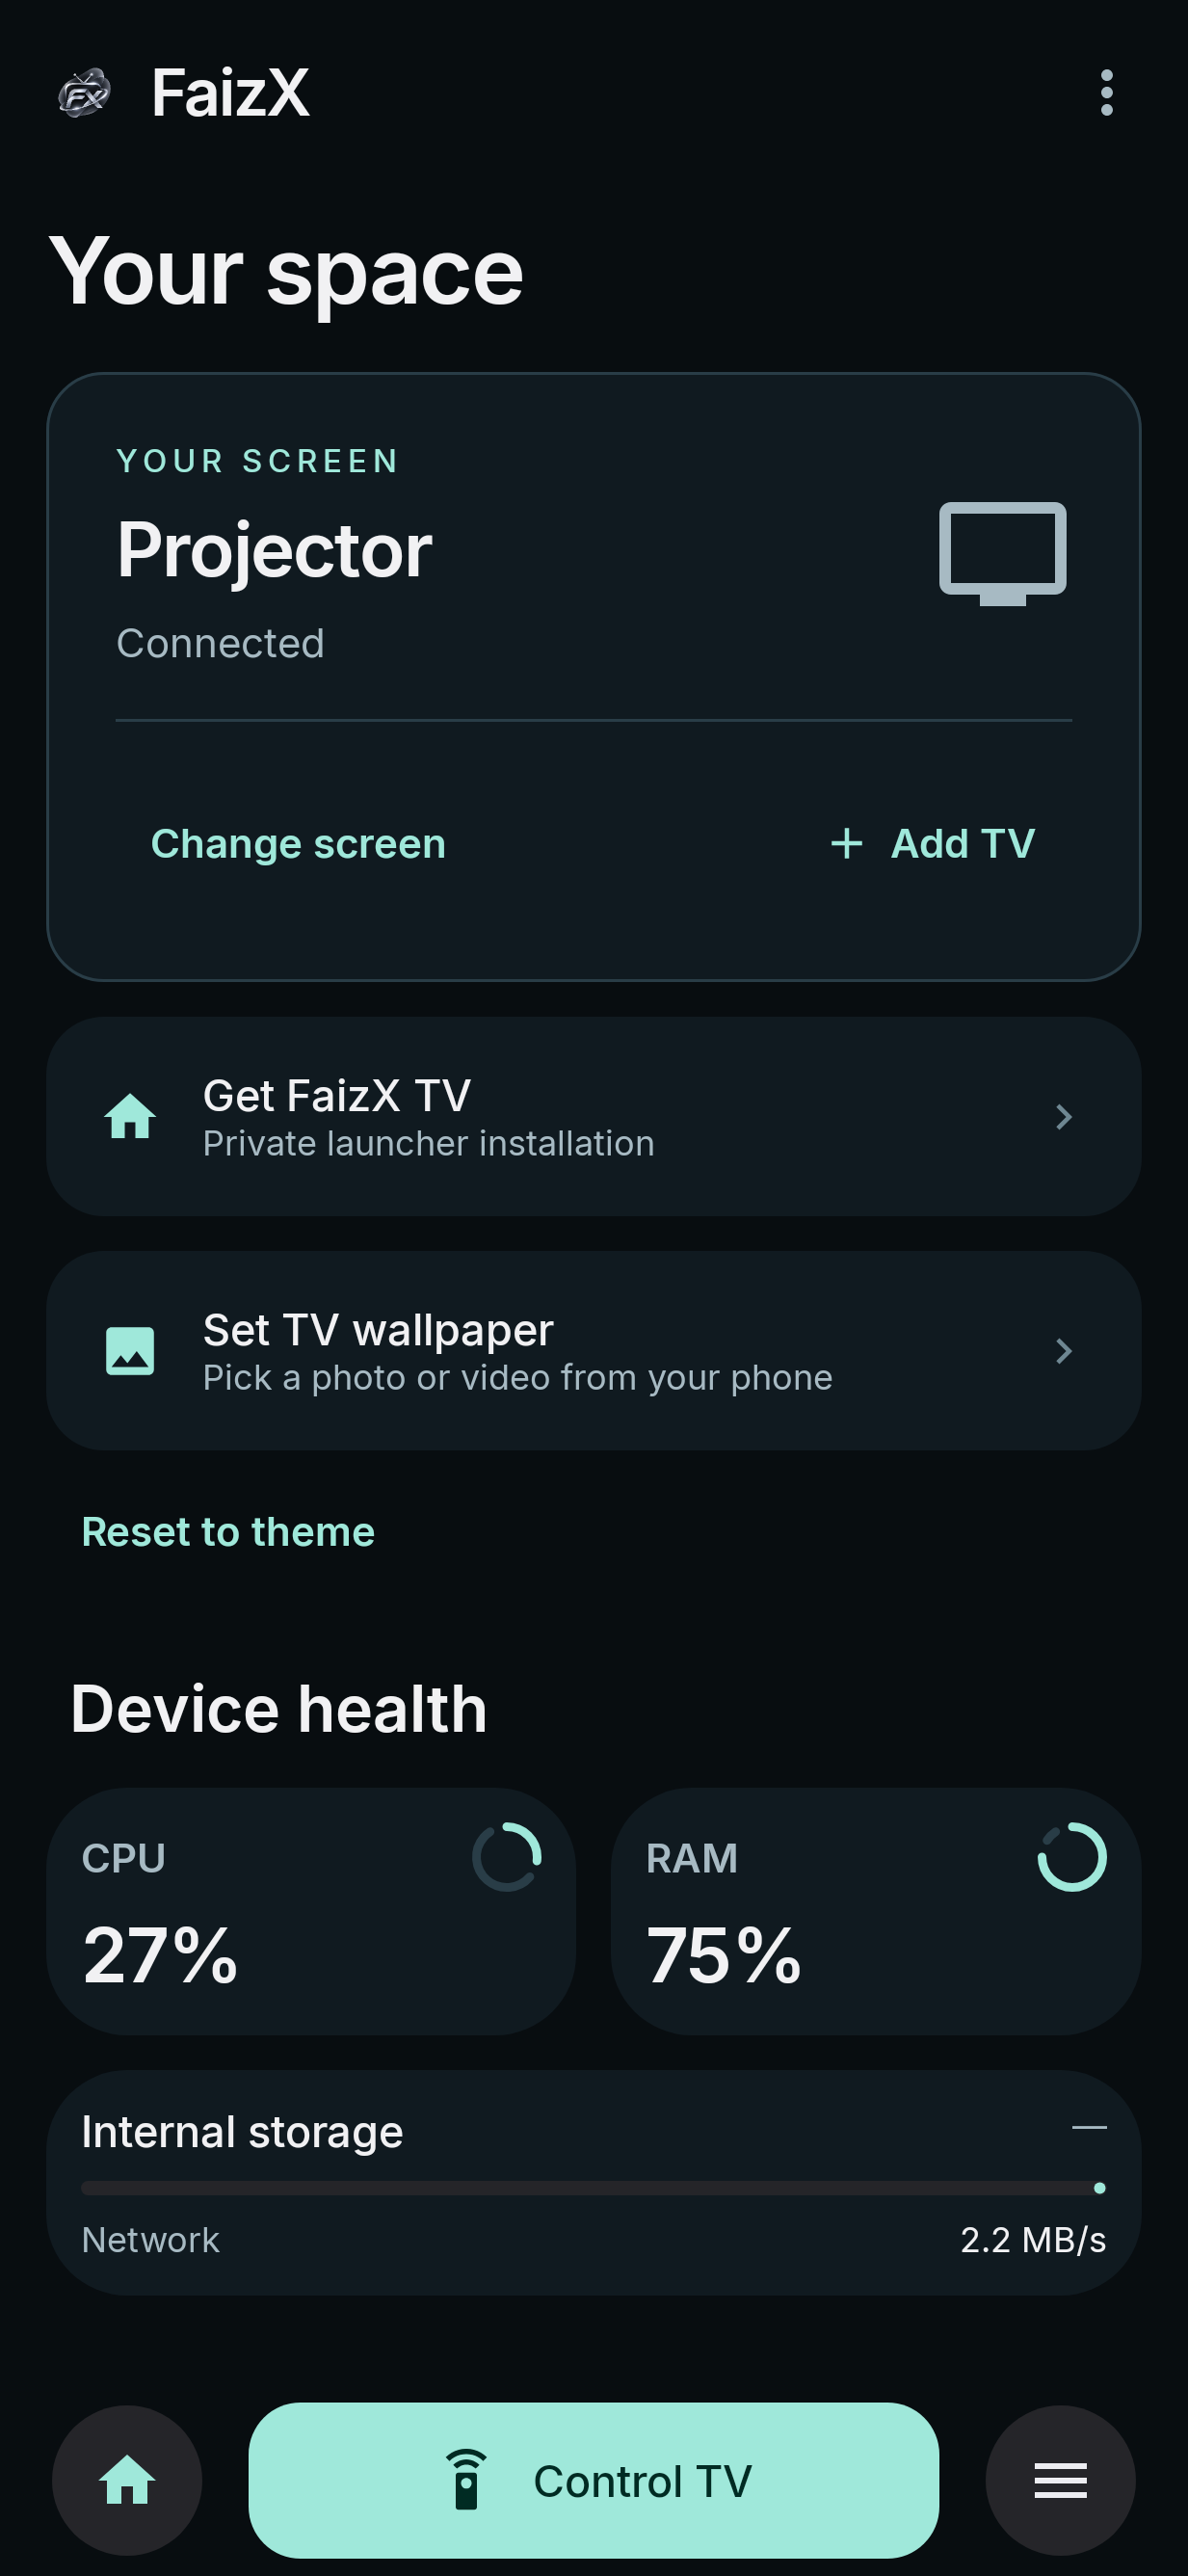 FX
FaizX
Your space
YOUR SCREEN
Projector
Connected
Change screen
+ Add TV
Get FaizX TV
Private launcher installation
Set TV wallpaper
Pick a photo or video from your phone
Reset to theme
Device health
CPU
27%
RAM
75%
Internal storage
—
Network
2.2 MB/s
Control TV